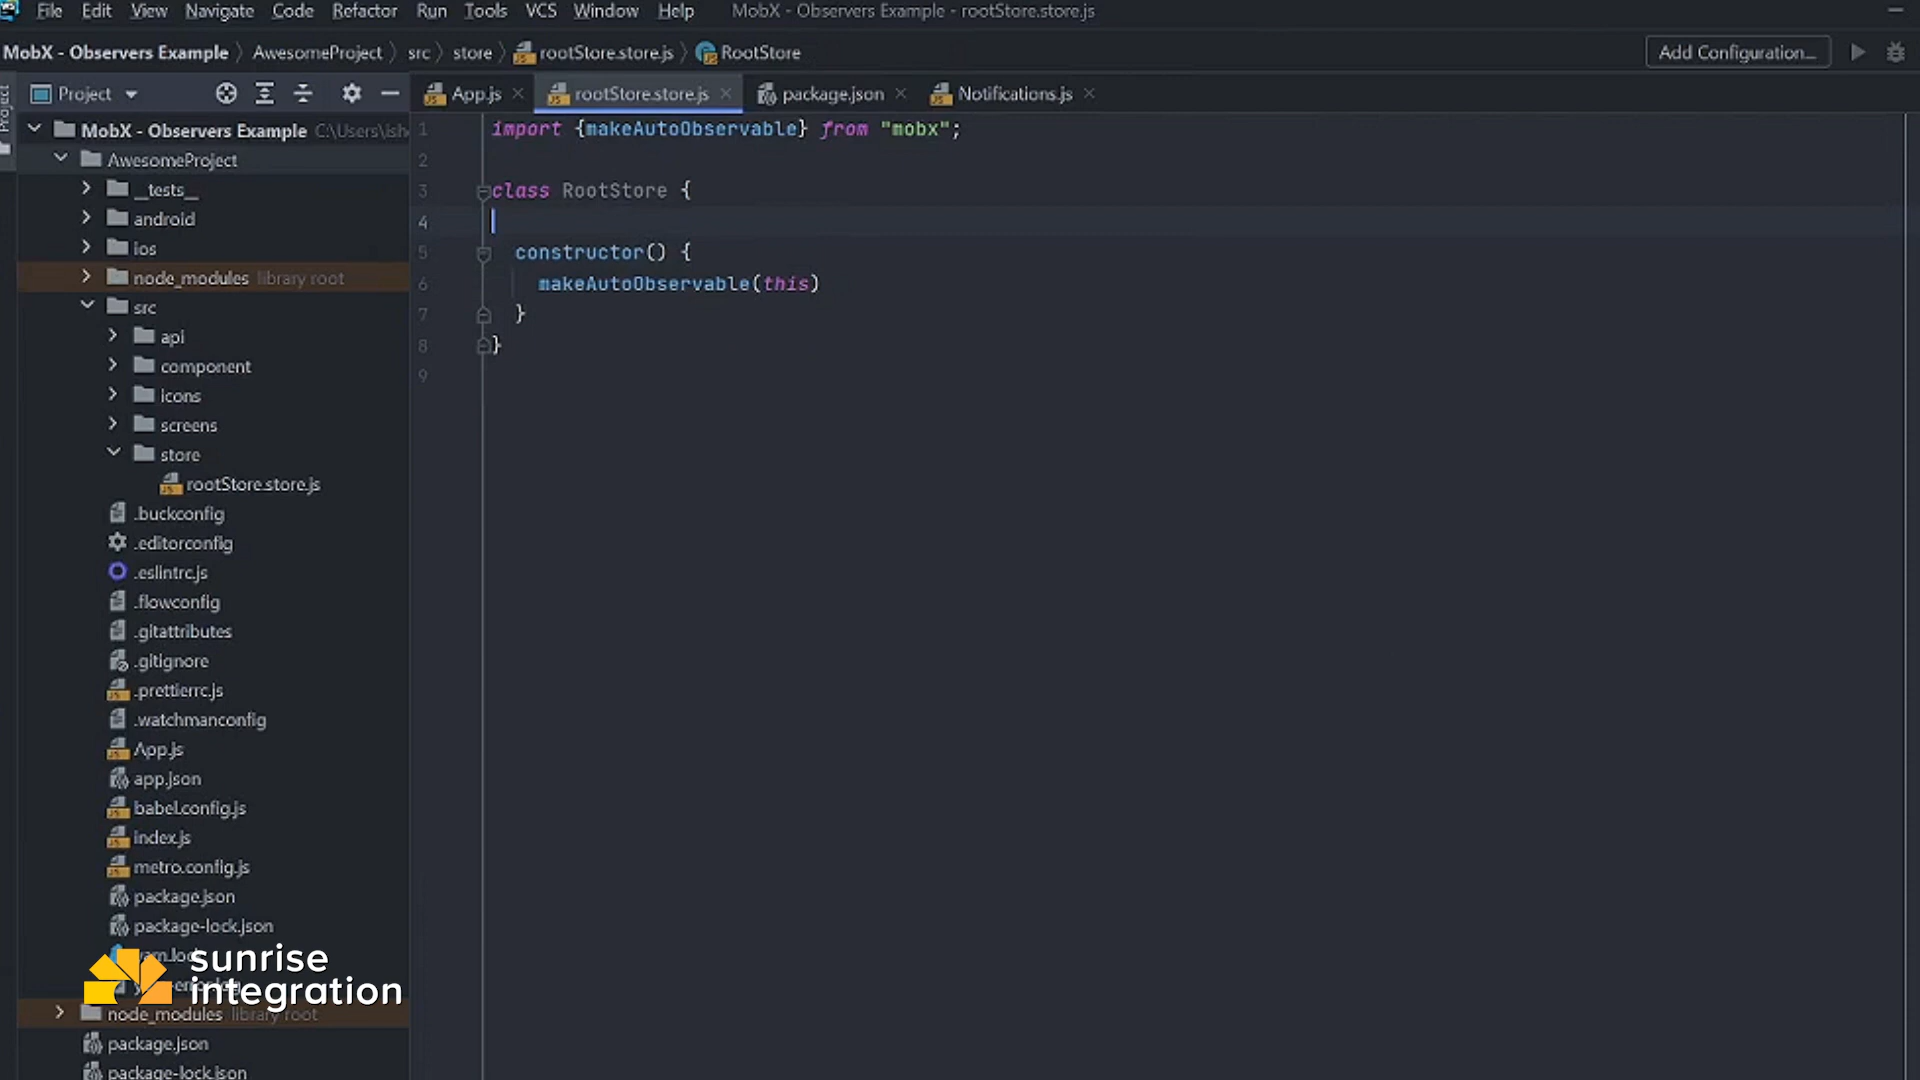 File Edit View Navigate Code Refactor Run Tools VCS Window Help MobX - Observers Example - rootStore.store.js
MobX - Observers Example AwesomeProject src store rootStore.store.js RootStore Add Configuration...
Project
App.js rootStore.store.js package.json Notifications.js
MobX - Observers Example C:\Users\ishe
AwesomeProject
__tests__
android
ios
node_modules library root
src
api
component
icons
screens
store
rootStore.store.js
.buckconfig
.editorconfig
.eslintrc.js
.flowconfig
.gitattributes
.gitignore
.prettierrc.js
.watchmanconfig
App.js
app.json
babel.config.js
index.js
metro.config.js
package.json
package-lock.json
sunrise
integration
node_modules library root
package.json
package-lock.json
1 import {makeAutoObservable} from "mobx";
2
3 class RootStore {
4
5 constructor() {
6 makeAutoObservable(this)
7 }
8 }
9